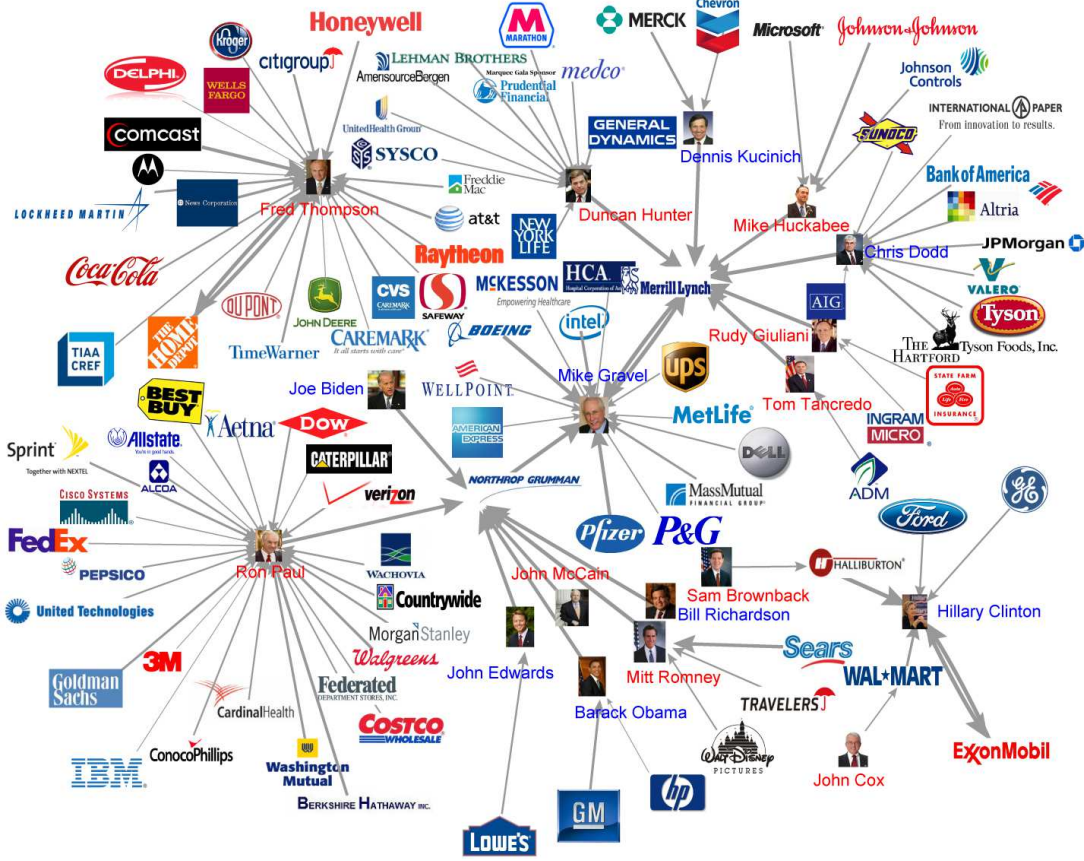 Honeywell
M
MARATHON
MERCK
Chevron
Microsoft
Johnson & Johnson
Kroger
citigroup
LEHMAN BROTHERS
AmerisourceBergen
Marquee Gala Sponsor
Prudential
Financial
medco
Johnson
Controls
DELPHI
WELLS
FARGO
UnitedHealth Group
GENERAL
DYNAMICS
INTERNATIONAL PAPER
From innovation to results.
comcast
SYSCO
Dennis Kucinich
SUNOCO
Freddie
Mac
Bank of America
LOCKHEED MARTIN
News Corporation
Fred Thompson
at&t
NEW
YORK
LIFE
Duncan Hunter
Mike Huckabee
Altria
Chris Dodd
JPMorgan
Raytheon
Coca-Cola
CVS
CAREMARK
SAFEWAY
McKESSON
Empowering Healthcare
HCA
Merrill Lynch
VALERO
AIG
DUPONT
JOHN DEERE
Tyson
Tyson Foods, Inc.
THE
HARTFORD
THE
HOME
DEPOT
TIAA
CREF
TimeWarner
CAREMARK
It all starts with care
BOEING
intel
Rudy Giuliani
ups
Mike Gravel
Joe Biden
WELLPOINT
Tom Tancredo
STATE FARM
Auto
Life
Fire
INSURANCE
BEST
BUY
MetLife
INGRAM
MICRO
Aetna
DOW
AMERICAN
EXPRESS
Sprint
Together with NEXTEL
Allstate
You're in good hands.
DELL
CATERPILLAR
ALCOA
NORTHROP GRUMMAN
MassMutual
FINANCIAL GROUP
ADM
GE
CISCO SYSTEMS
verizon
Ford
FedEx
Pfizer
P&G
PEPSICO
Ron Paul
WACHOVIA
John McCain
HALLIBURTON
Sam Brownback
Countrywide
Bill Richardson
Hillary Clinton
United Technologies
MorganStanley
Sears
3M
Walgreens
John Edwards
Mitt Romney
WAL★MART
Goldman
Sachs
Federated
DEPARTMENT STORES, INC.
TRAVELERS
CardinalHealth
Barack Obama
COSTCO
WHOLESALE
ConocoPhillips
WALT DISNEY
PICTURES
ExxonMobil
IBM
Washington
Mutual
John Cox
hp
BERKSHIRE HATHAWAY INC.
GM
LOWE'S